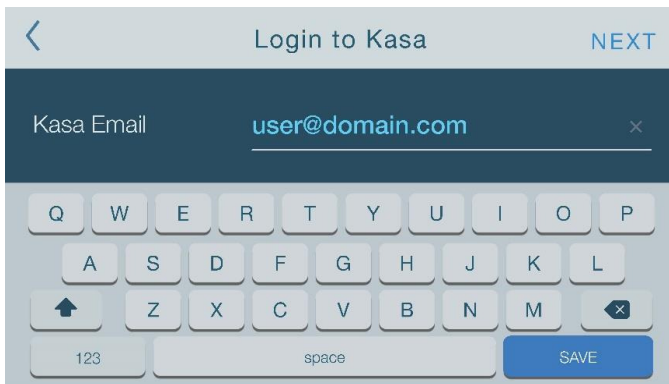 Login to Kasa NEXT
Kasa Email user@domain.com
Q W E R T Y U I O P
A S D F G H J K L
Z X C V B N M
123 space SAVE